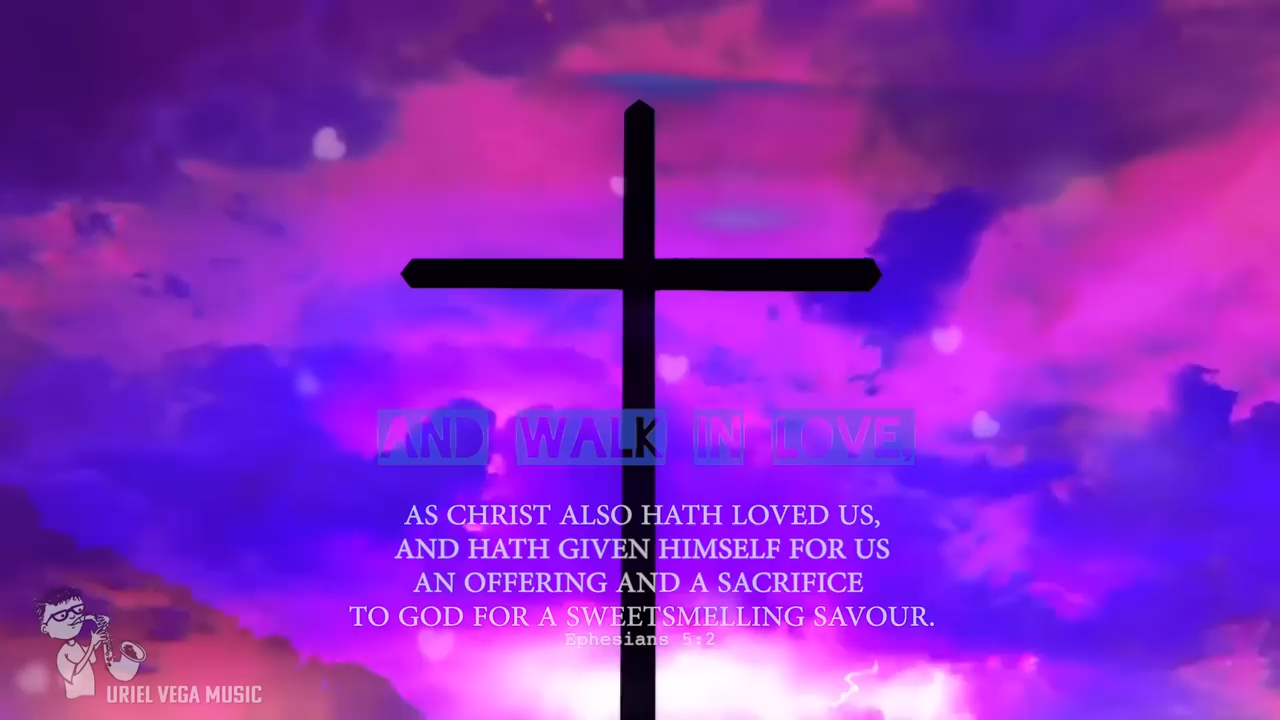 AND WALK IN LOVE,
AS CHRIST ALSO HATH LOVED US,
AND HATH GIVEN HIMSELF FOR US
AN OFFERING AND A SACRIFICE
TO GOD FOR A SWEETSMELLING SAVOUR.
Ephesians 5:2
URIEL VEGA MUSIC